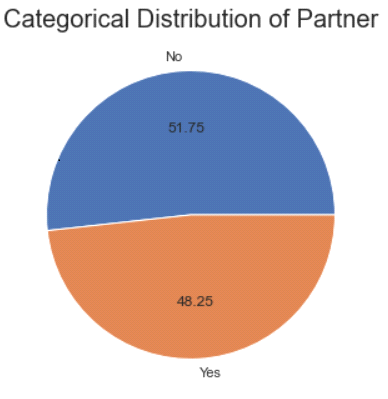 Categorical Distribution of Partner
No
51.75
48.25
Yes